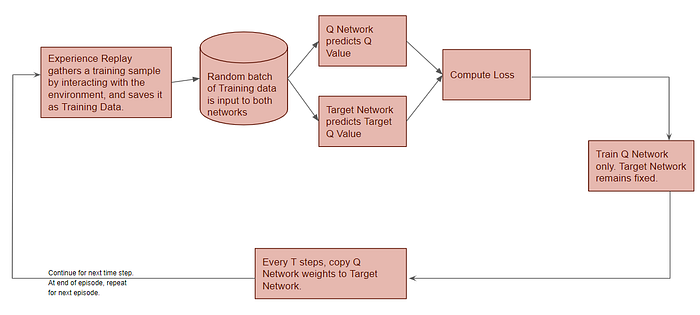 Experience Replay
gathers a training sample
by interacting with the
environment, and saves it
as Training Data.
Random batch
of Training data
is input to both
networks
Q Network
predicts Q
Value
Target Network
predicts Target
Q Value
Compute Loss
Train Q Network
only. Target Network
remains fixed.
Every T steps, copy Q
Network weights to Target
Network.
Continue for next time step.
At end of episode, repeat
for next episode.